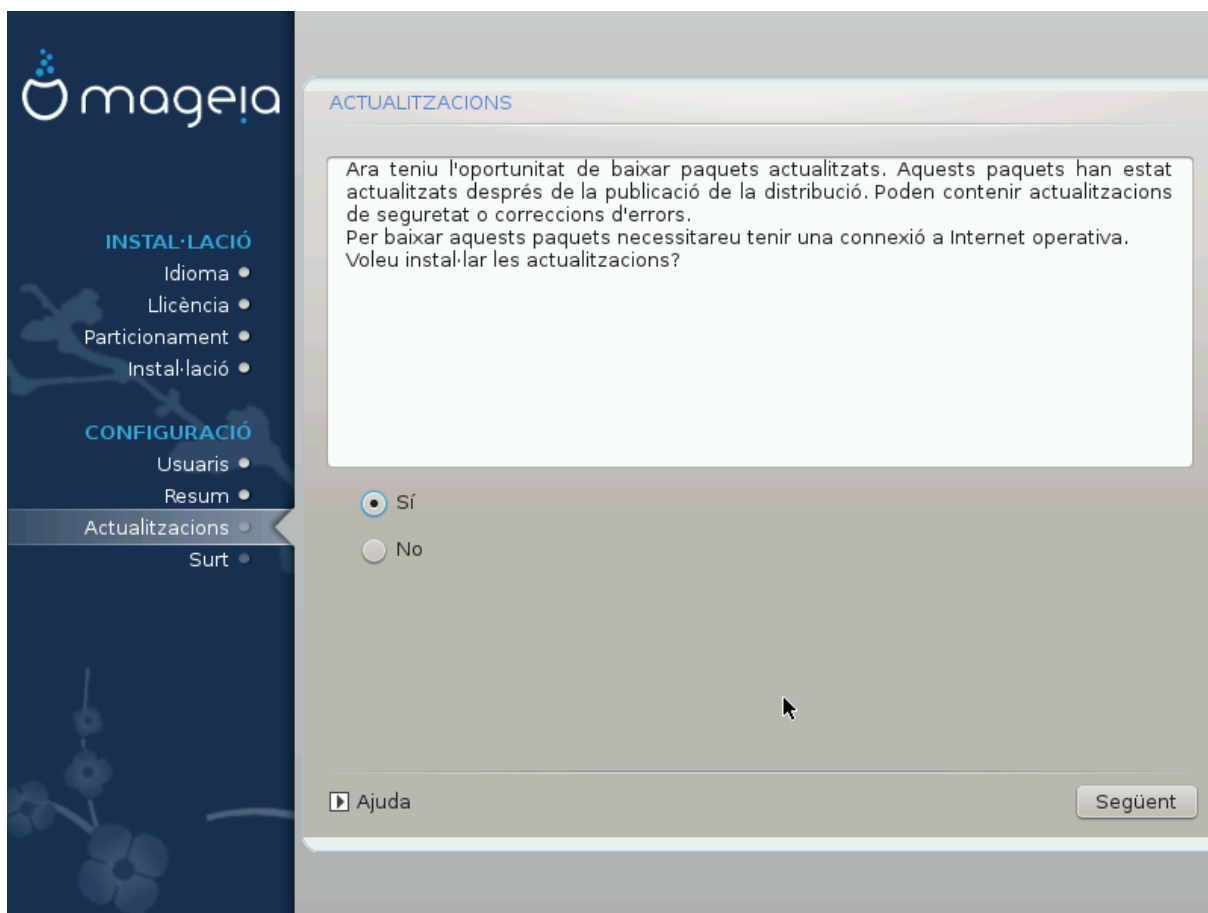 mageia
INSTAL·LACIÓ
Idioma
Llicència
Particionament
Instal·lació
CONFIGURACIÓ
Usuaris
Resum
Actualitzacions
Surt
ACTUALITZACIONS
Ara teniu l'oportunitat de baixar paquets actualitzats. Aquests paquets han estat
actualitzats després de la publicació de la distribució. Poden contenir actualitzacions
de seguretat o correccions d'errors.
Per baixar aquests paquets necessitareu tenir una connexió a Internet operativa.
Voleu instal·lar les actualitzacions?
Sí
No
Ajuda
Següent